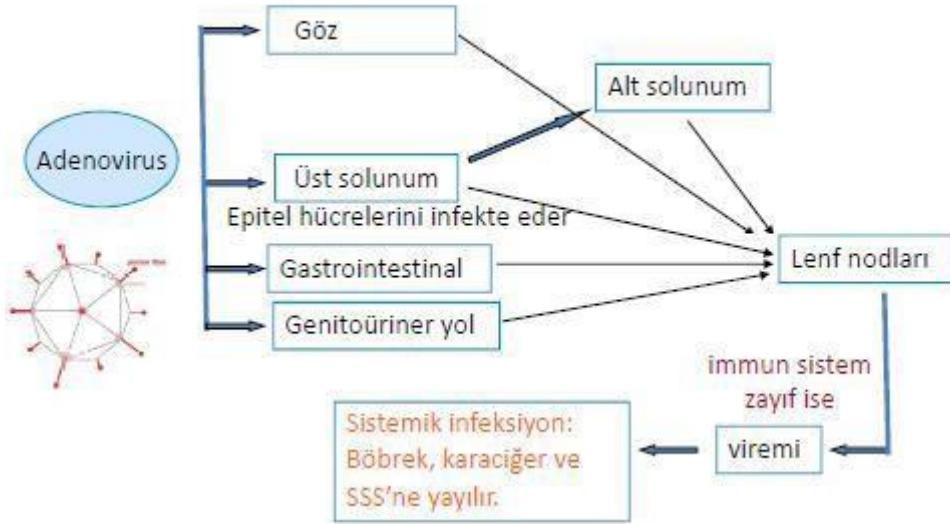 Göz
Alt solunum
Adenovirus
Üst solunum
Epitel hücrelerini infekte eder
Gastrointestinal
Lenf nodları
Genitoüriner yol
immun sistem
zayıf ise
viremi
Sistemik infeksiyon:
Böbrek, karaciğer ve
SSS’ne yayılır.